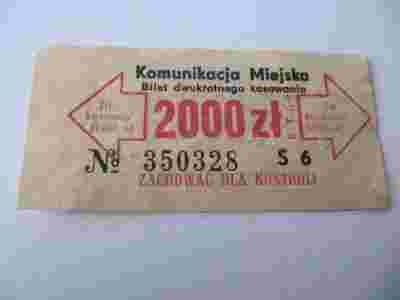 Komunikacja Miejska
Bilet dwukrotnego kasowania
2000 zł
№ 350328 S 6
ZACHOWAĆ DLA KONTROLI